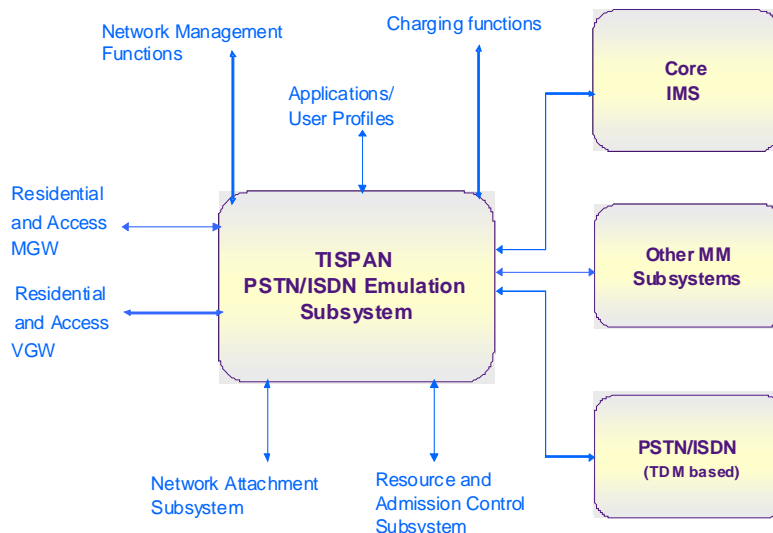 Network Management
Functions
Charging functions
Core
IMS
Applications/
User Profiles
Residential
and Access
MGW
TISPAN
PSTN/ISDN Emulation
Subsystem
Other MM
Subsystems
Residential
and Access
VGW
PSTN/ISDN
(TDM based)
Network Attachment
Subsystem
Resource and
Admission Control
Subsystem